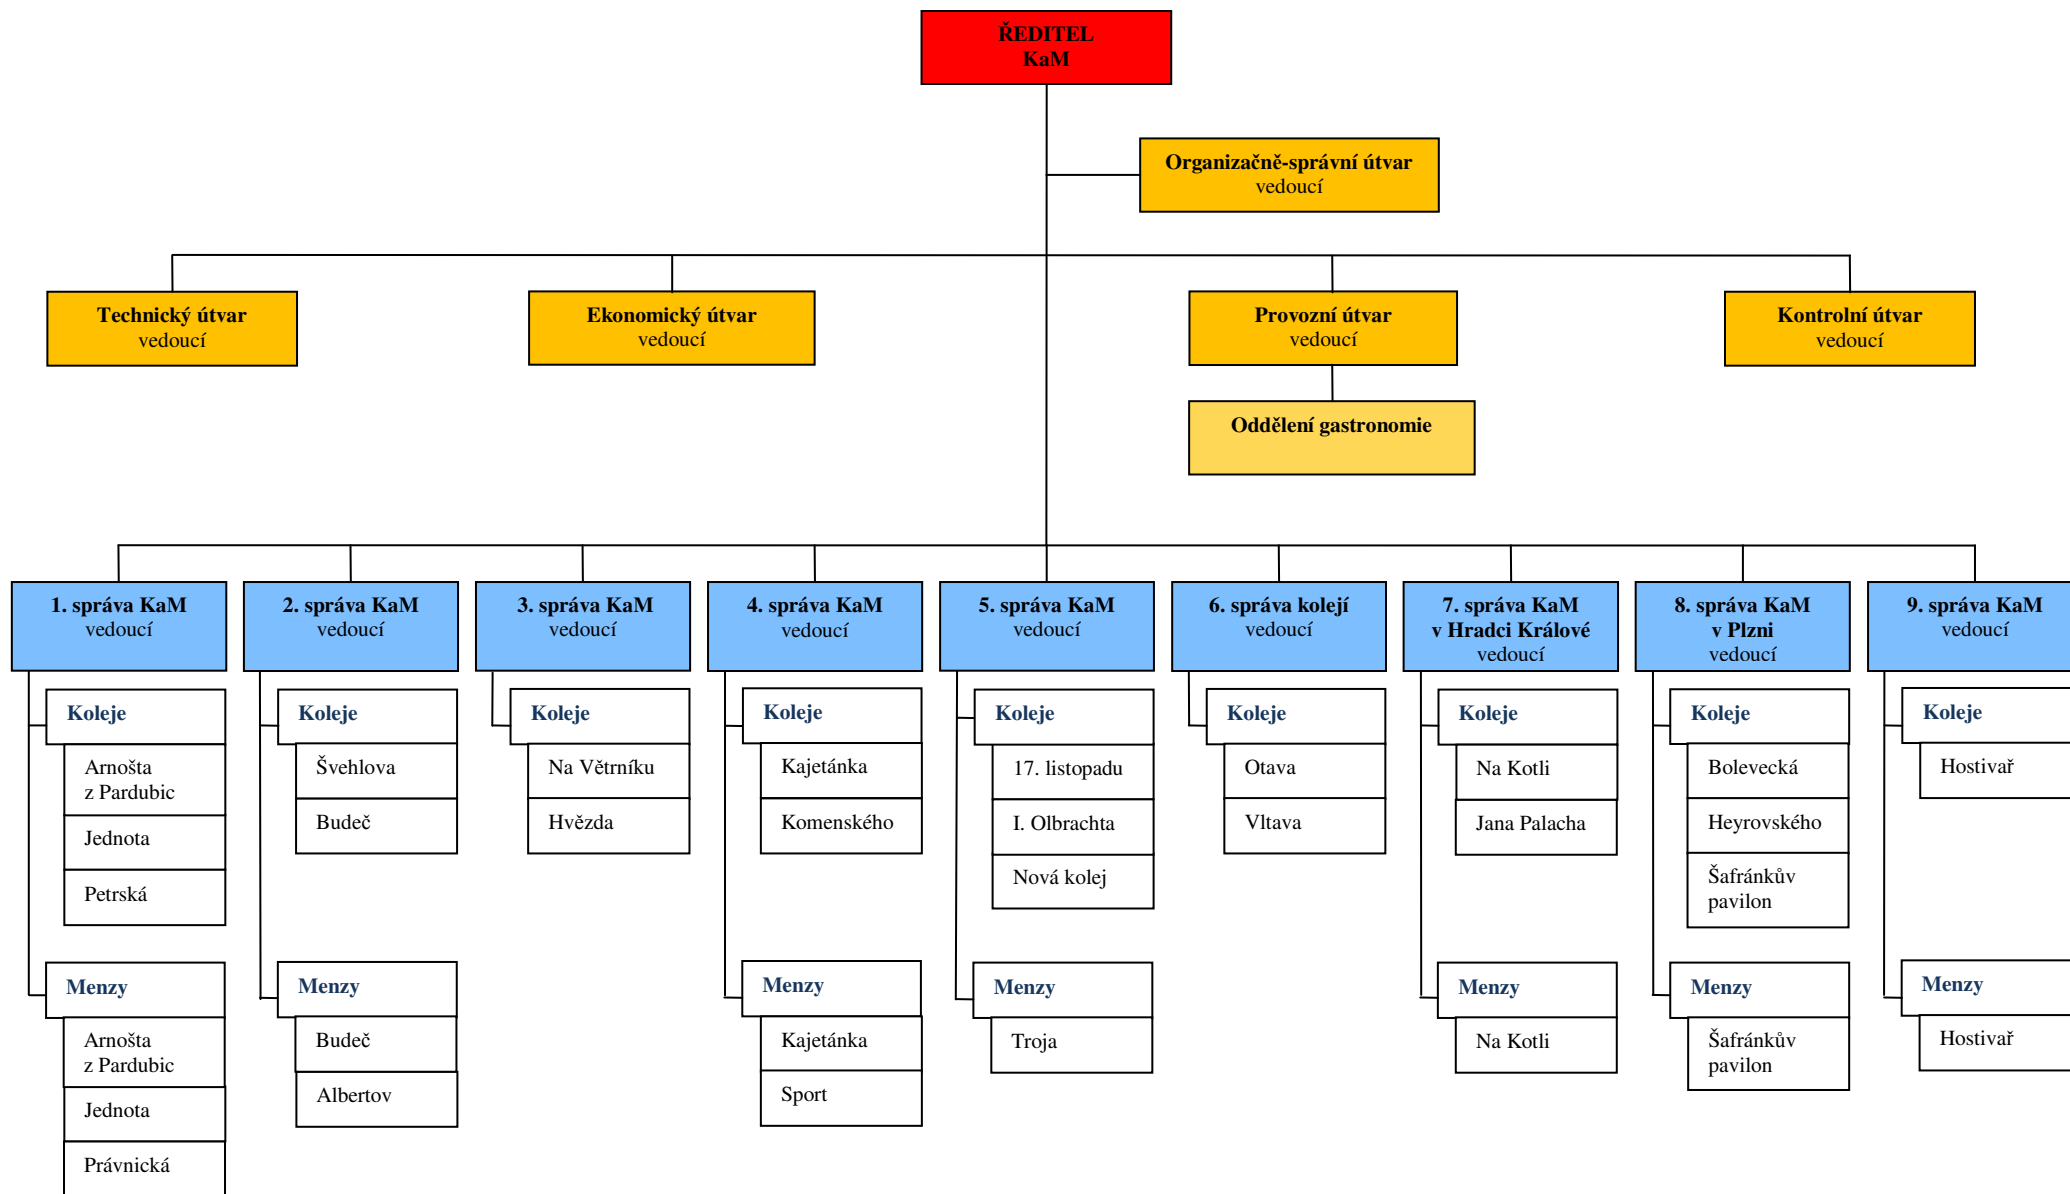 ŘEDITEL
KaM
Organizačně-správní útvar
vedoucí
Technický útvar
vedoucí
Ekonomický útvar
vedoucí
Provozní útvar
vedoucí
Kontrolní útvar
vedoucí
Oddělení gastronomie
1. správa KaM
vedoucí
2. správa KaM
vedoucí
3. správa KaM
vedoucí
4. správa KaM
vedoucí
5. správa KaM
vedoucí
6. správa kolejí
vedoucí
7. správa KaM
v Hradci Králové
vedoucí
8. správa KaM
v Plzni
vedoucí
9. správa KaM
vedoucí
Koleje
Arnošta
z Pardubic
Jednota
Petrská
Menzy
Arnošta
z Pardubic
Jednota
Právnická
Koleje
Švehlova
Budeč
Menzy
Budeč
Albertov
Koleje
Na Větrníku
Hvězda
Koleje
Kajetánka
Komenského
Menzy
Kajetánka
Sport
Koleje
17. listopadu
I. Olbrachta
Nová kolej
Menzy
Troja
Koleje
Otava
Vltava
Koleje
Na Kotli
Jana Palacha
Menzy
Na Kotli
Koleje
Bolevecká
Heyrovského
Šafránkův
pavilon
Menzy
Šafránkův
pavilon
Koleje
Hostivař
Menzy
Hostivař